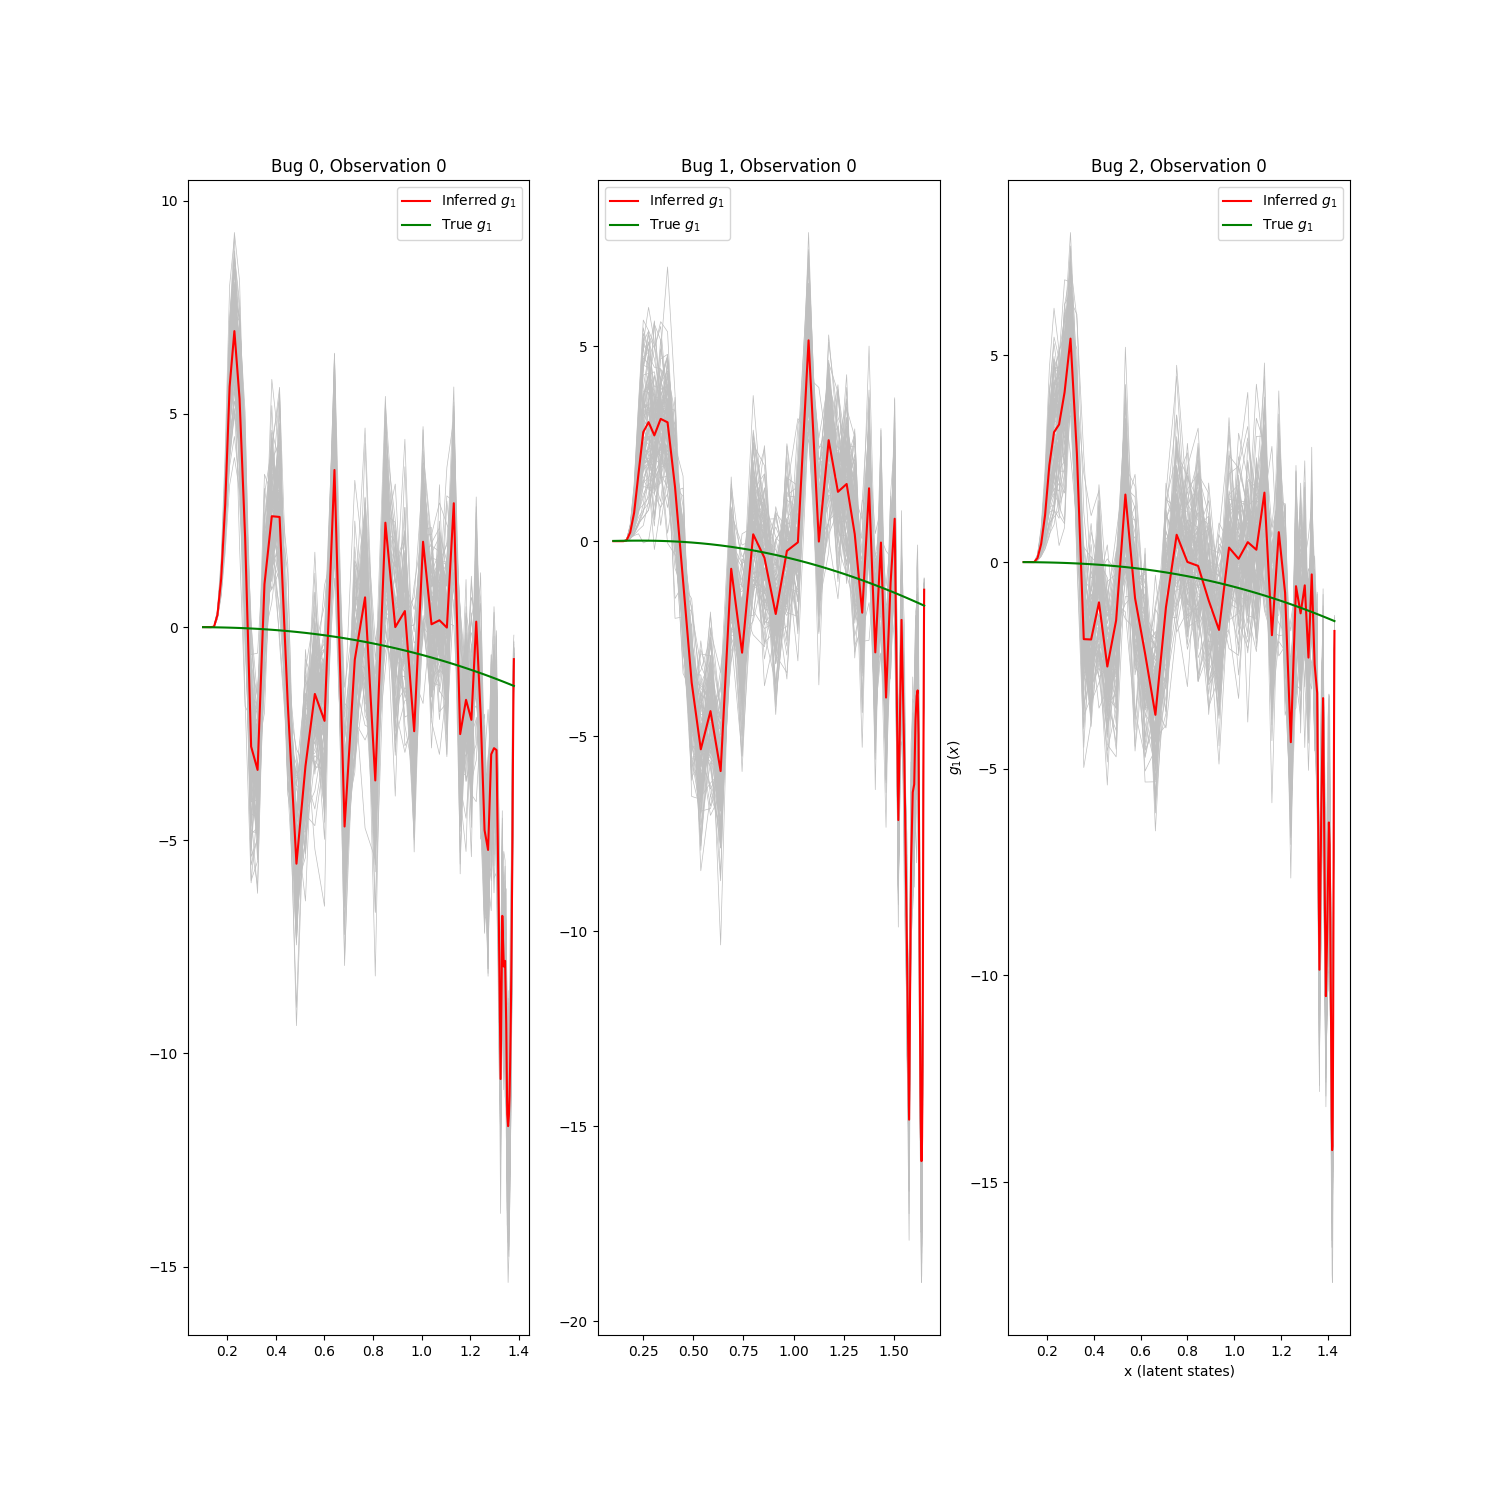 Bug 0, Observation 0
Inferred g₁
True g₁
10
5
0
−5
−10
−15
0.2 0.4 0.6 0.8 1.0 1.2 1.4
Bug 1, Observation 0
Inferred g₁
True g₁
5
0
−5
−10
−15
−20
0.25 0.50 0.75 1.00 1.25 1.50
Bug 2, Observation 0
Inferred g₁
True g₁
g₁(x)
5
0
−5
−10
−15
0.2 0.4 0.6 0.8 1.0 1.2 1.4
x (latent states)